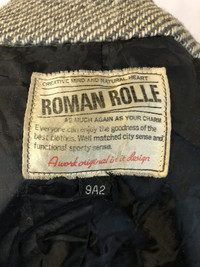 CREATIVE MIND AND NATURAL HEART
ROMAN ROLLE
AS MUCH AGAIN AS YOUR CHARM
Everyone can enjoy the goodness of the
best clothes. Well matched city sense and
functional sporty sense.
A work original & design
9A2